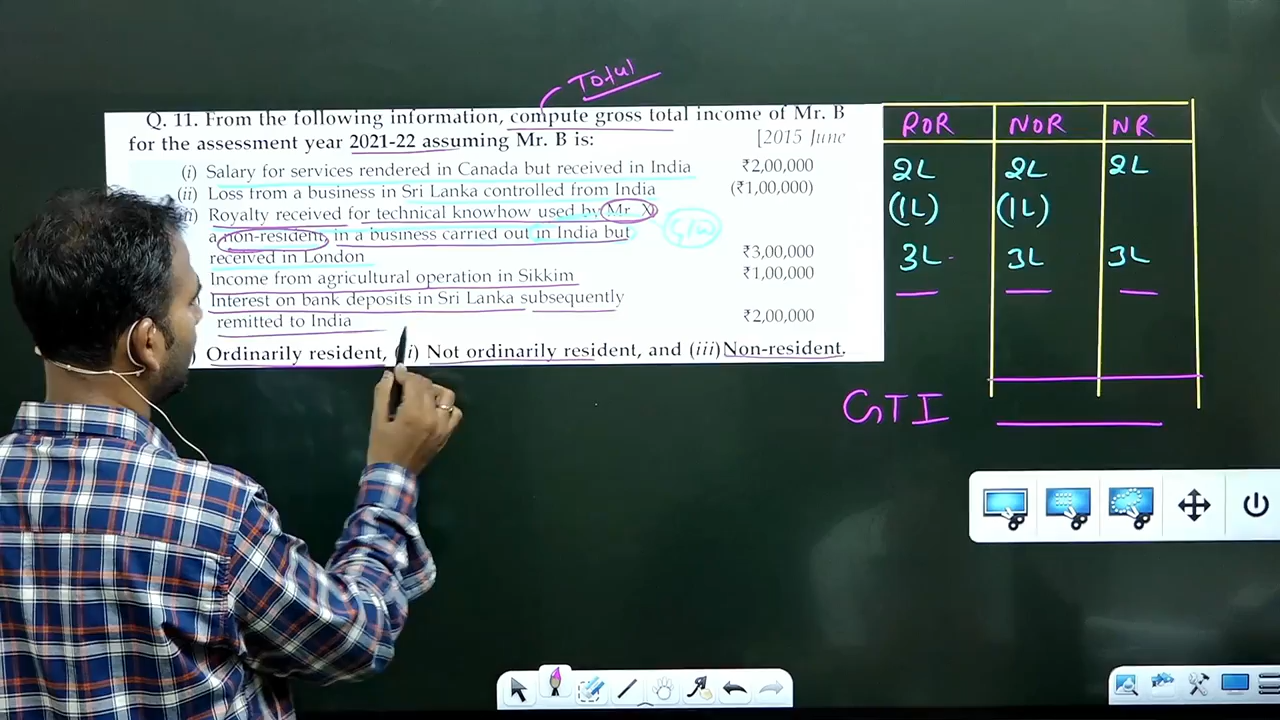 Total
Q. 11. From the following information, compute gross total income of Mr. B
for the assessment year 2021-22 assuming Mr. B is: [2015 June
(i) Salary for services rendered in Canada but received in India ₹2,00,000
(ii) Loss from a business in Sri Lanka controlled from India (₹1,00,000)
Royalty received for technical knowhow used by Mr. X
a non-resident, in a business carried out in India but
received in London ₹3,00,000
Income from agricultural operation in Sikkim ₹1,00,000
Interest on bank deposits in Sri Lanka subsequently
remitted to India ₹2,00,000
Ordinarily resident, Not ordinarily resident, and (iii) Non-resident.
ROR NOR NR
2L 2L 2L
(1L) (1L)
3L 3L 3L
GTI